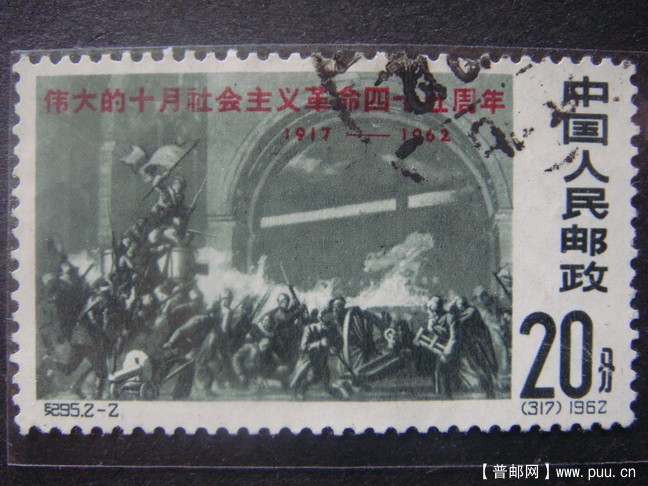 伟大的十月社会主义革命四十五周年
1917 — 1962
中国人民邮政
20分
纪95.2-2
(317) 1962
【普邮网】www.puu.cn